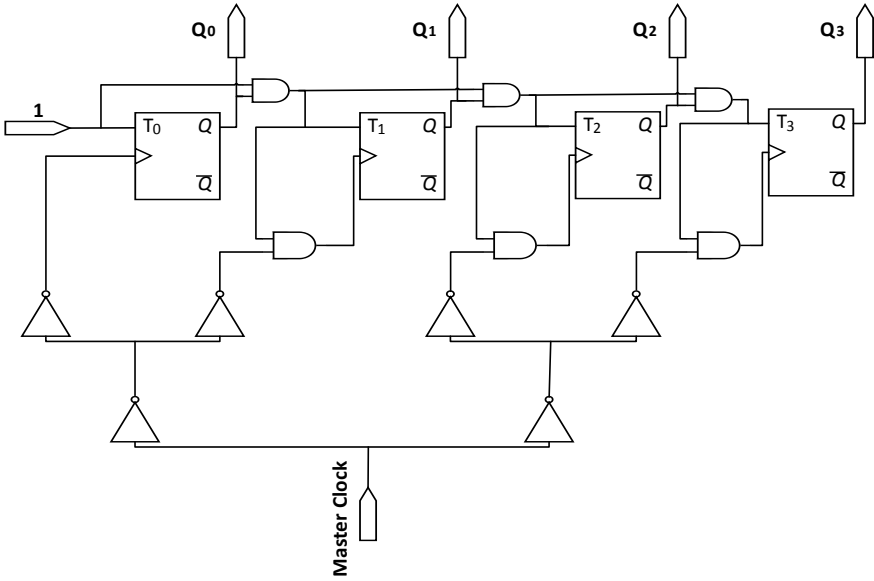 Q0
Q1
Q2
Q3
1
T0 Q
Q̅
T1 Q
Q̅
T2 Q
Q̅
T3 Q
Q̅
Master Clock